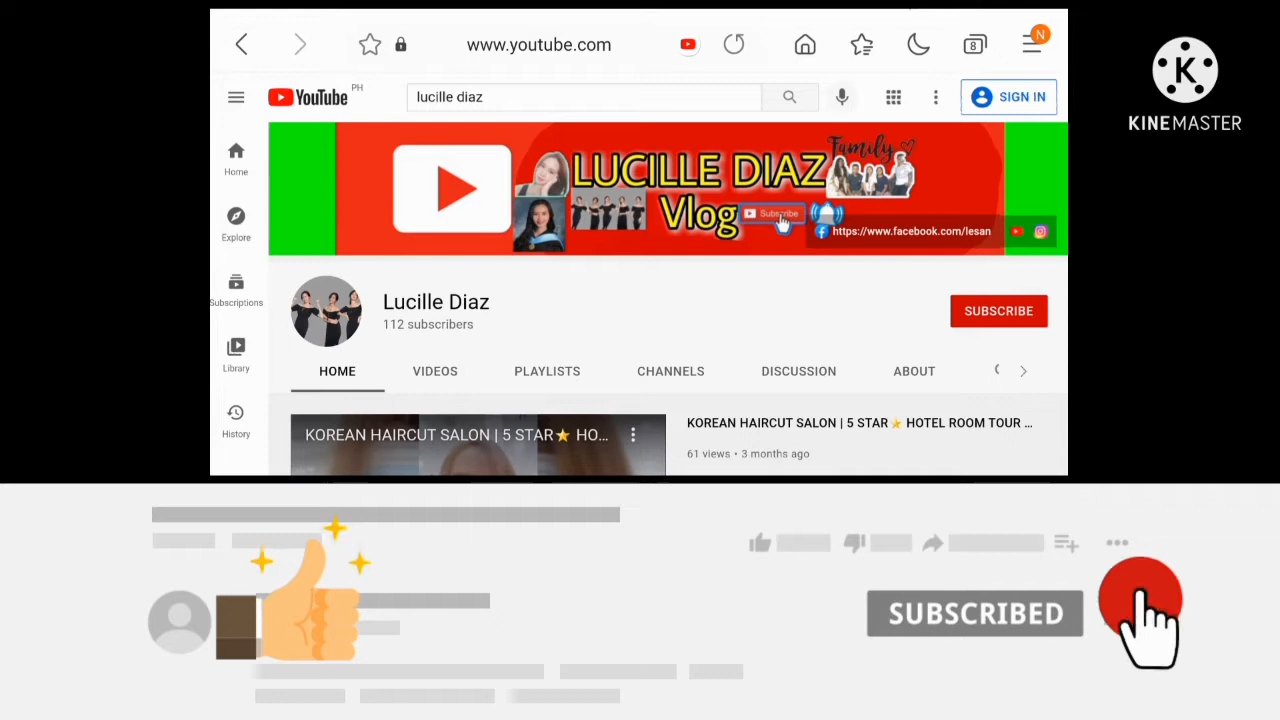 www.youtube.com
8
N
KINEMASTER
YouTube PH
lucille diaz
SIGN IN
Home
Explore
Subscriptions
Library
History
Family
LUCILLE DIAZ
Vlog
Subscribe
https://www.facebook.com/lesan
Lucille Diaz
112 subscribers
SUBSCRIBE
HOME
VIDEOS
PLAYLISTS
CHANNELS
DISCUSSION
ABOUT
KOREAN HAIRCUT SALON | 5 STAR⭐ HO...
KOREAN HAIRCUT SALON | 5 STAR⭐ HOTEL ROOM TOUR ...
61 views • 3 months ago
SUBSCRIBED